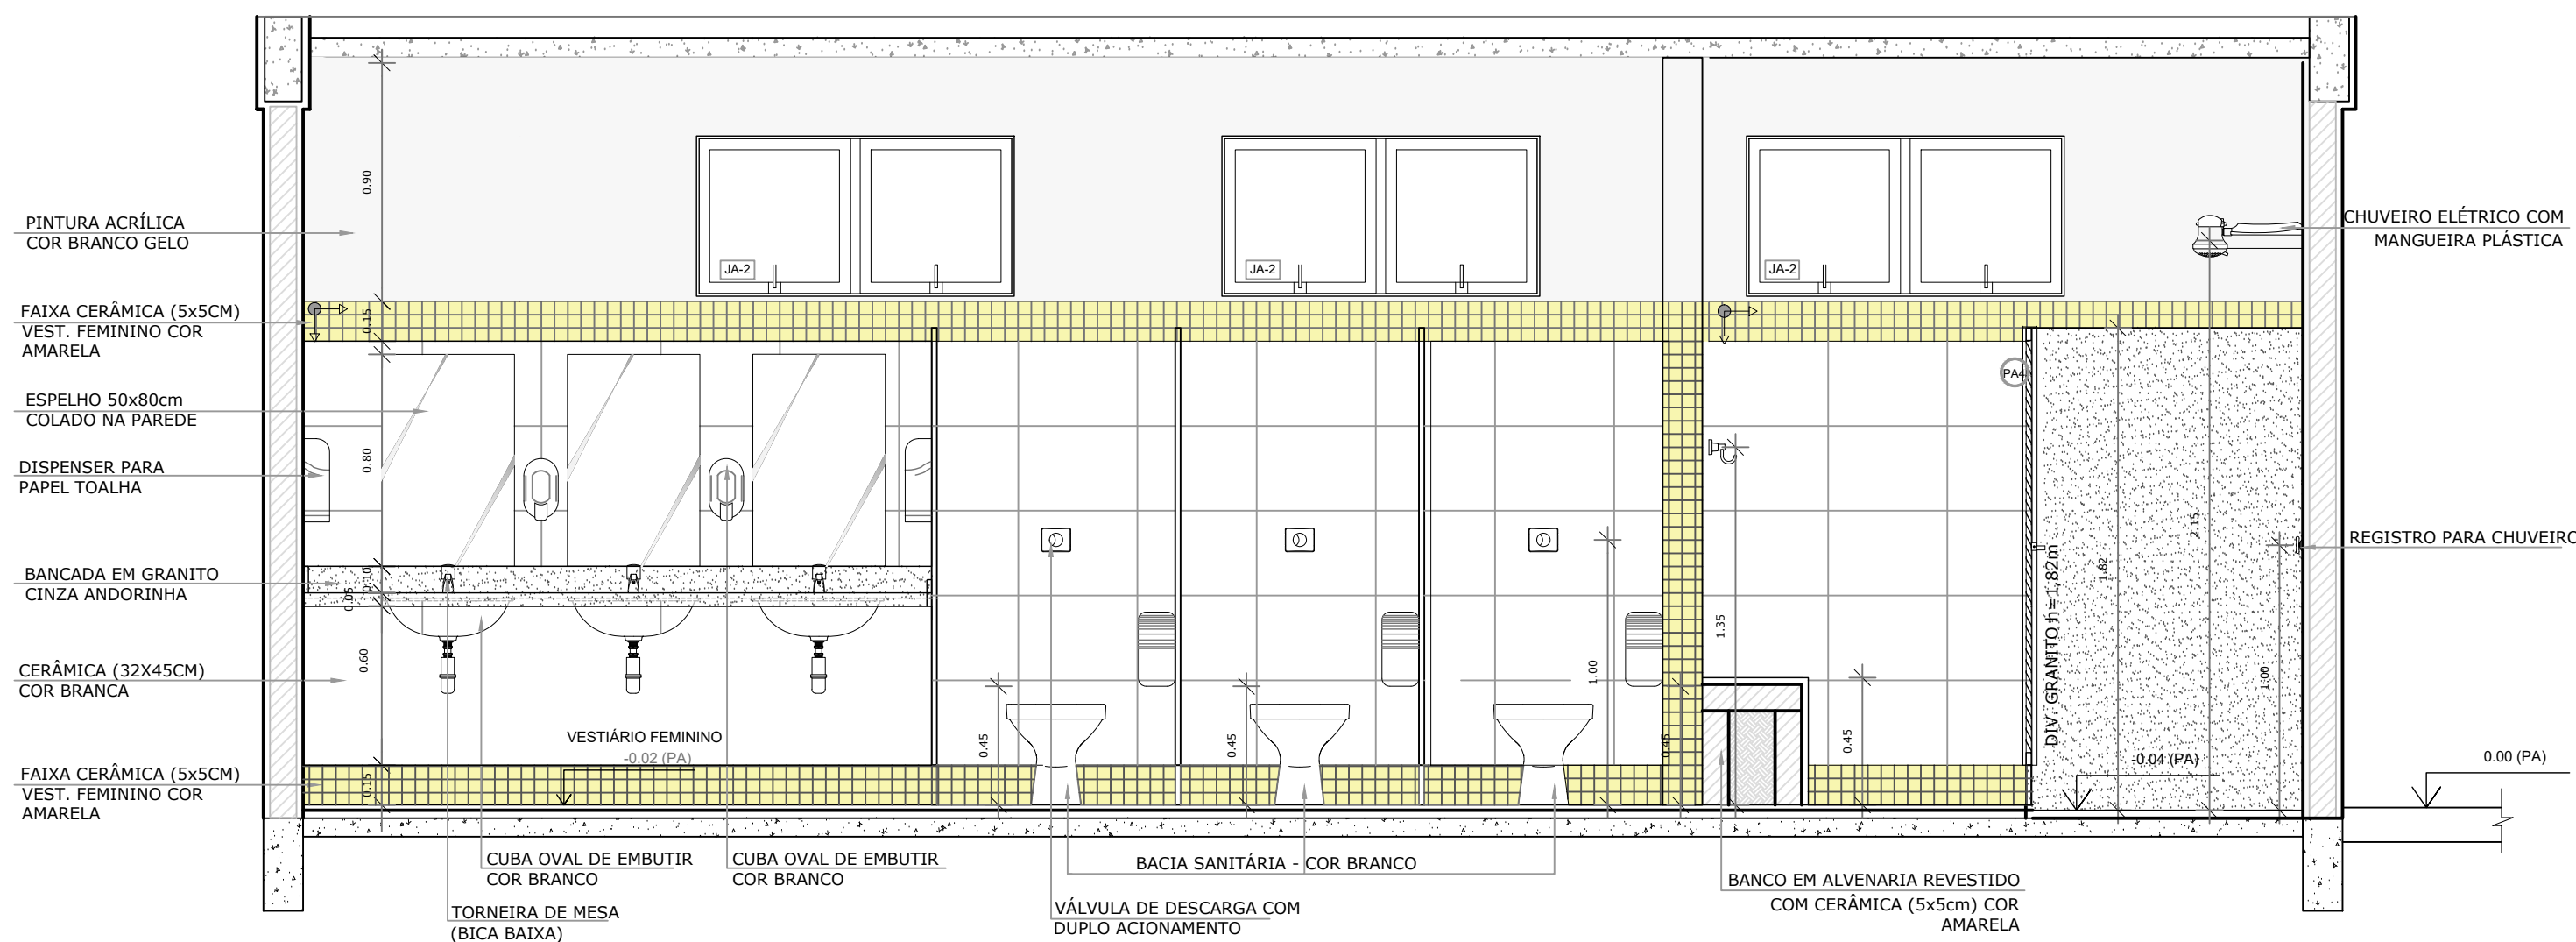 PINTURA ACRÍLICA
COR BRANCO GELO
FAIXA CERÂMICA (5x5CM)
VEST. FEMININO COR
AMARELA
ESPELHO 50x80cm
COLADO NA PAREDE
DISPENSER PARA
PAPEL TOALHA
BANCADA EM GRANITO
CINZA ANDORINHA
CERÂMICA (32X45CM)
COR BRANCA
FAIXA CERÂMICA (5x5CM)
VEST. FEMININO COR
AMARELA
0.90
0.15
0.80
0.10
0.05
0.60
0.15
JA-2
JA-2
JA-2
VESTIÁRIO FEMININO
-0.02 (PA)
0.45
0.45
1.00
0.45
1.35
0.45
PA4
DIV. GRANITO h=1,82m
1.82
2.15
1.00
-0.04 (PA)
0.00 (PA)
CHUVEIRO ELÉTRICO COM
MANGUEIRA PLÁSTICA
REGISTRO PARA CHUVEIRO
CUBA OVAL DE EMBUTIR
COR BRANCO
CUBA OVAL DE EMBUTIR
COR BRANCO
BACIA SANITÁRIA - COR BRANCO
TORNEIRA DE MESA
(BICA BAIXA)
VÁLVULA DE DESCARGA COM
DUPLO ACIONAMENTO
BANCO EM ALVENARIA REVESTIDO
COM CERÂMICA (5x5cm) COR
AMARELA